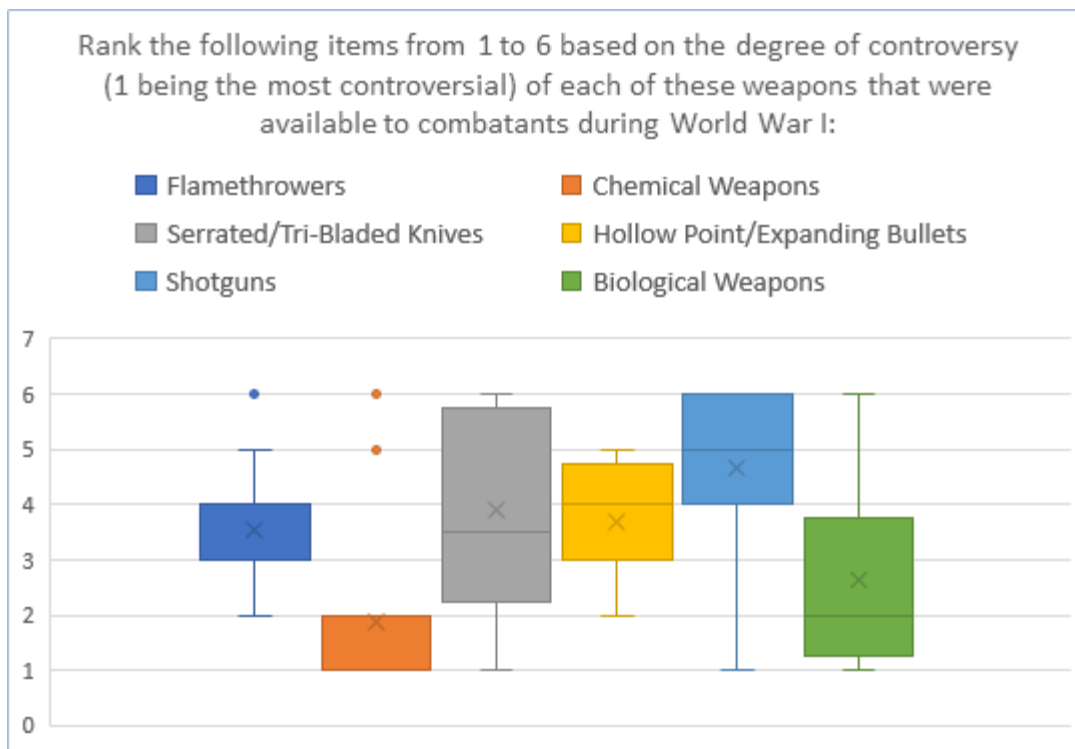 Rank the following items from 1 to 6 based on the degree of controversy
(1 being the most controversial) of each of these weapons that were
available to combatants during World War I:
Flamethrowers
Chemical Weapons
Serrated/Tri-Bladed Knives
Hollow Point/Expanding Bullets
Shotguns
Biological Weapons
7
6
5
4
3
2
1
0